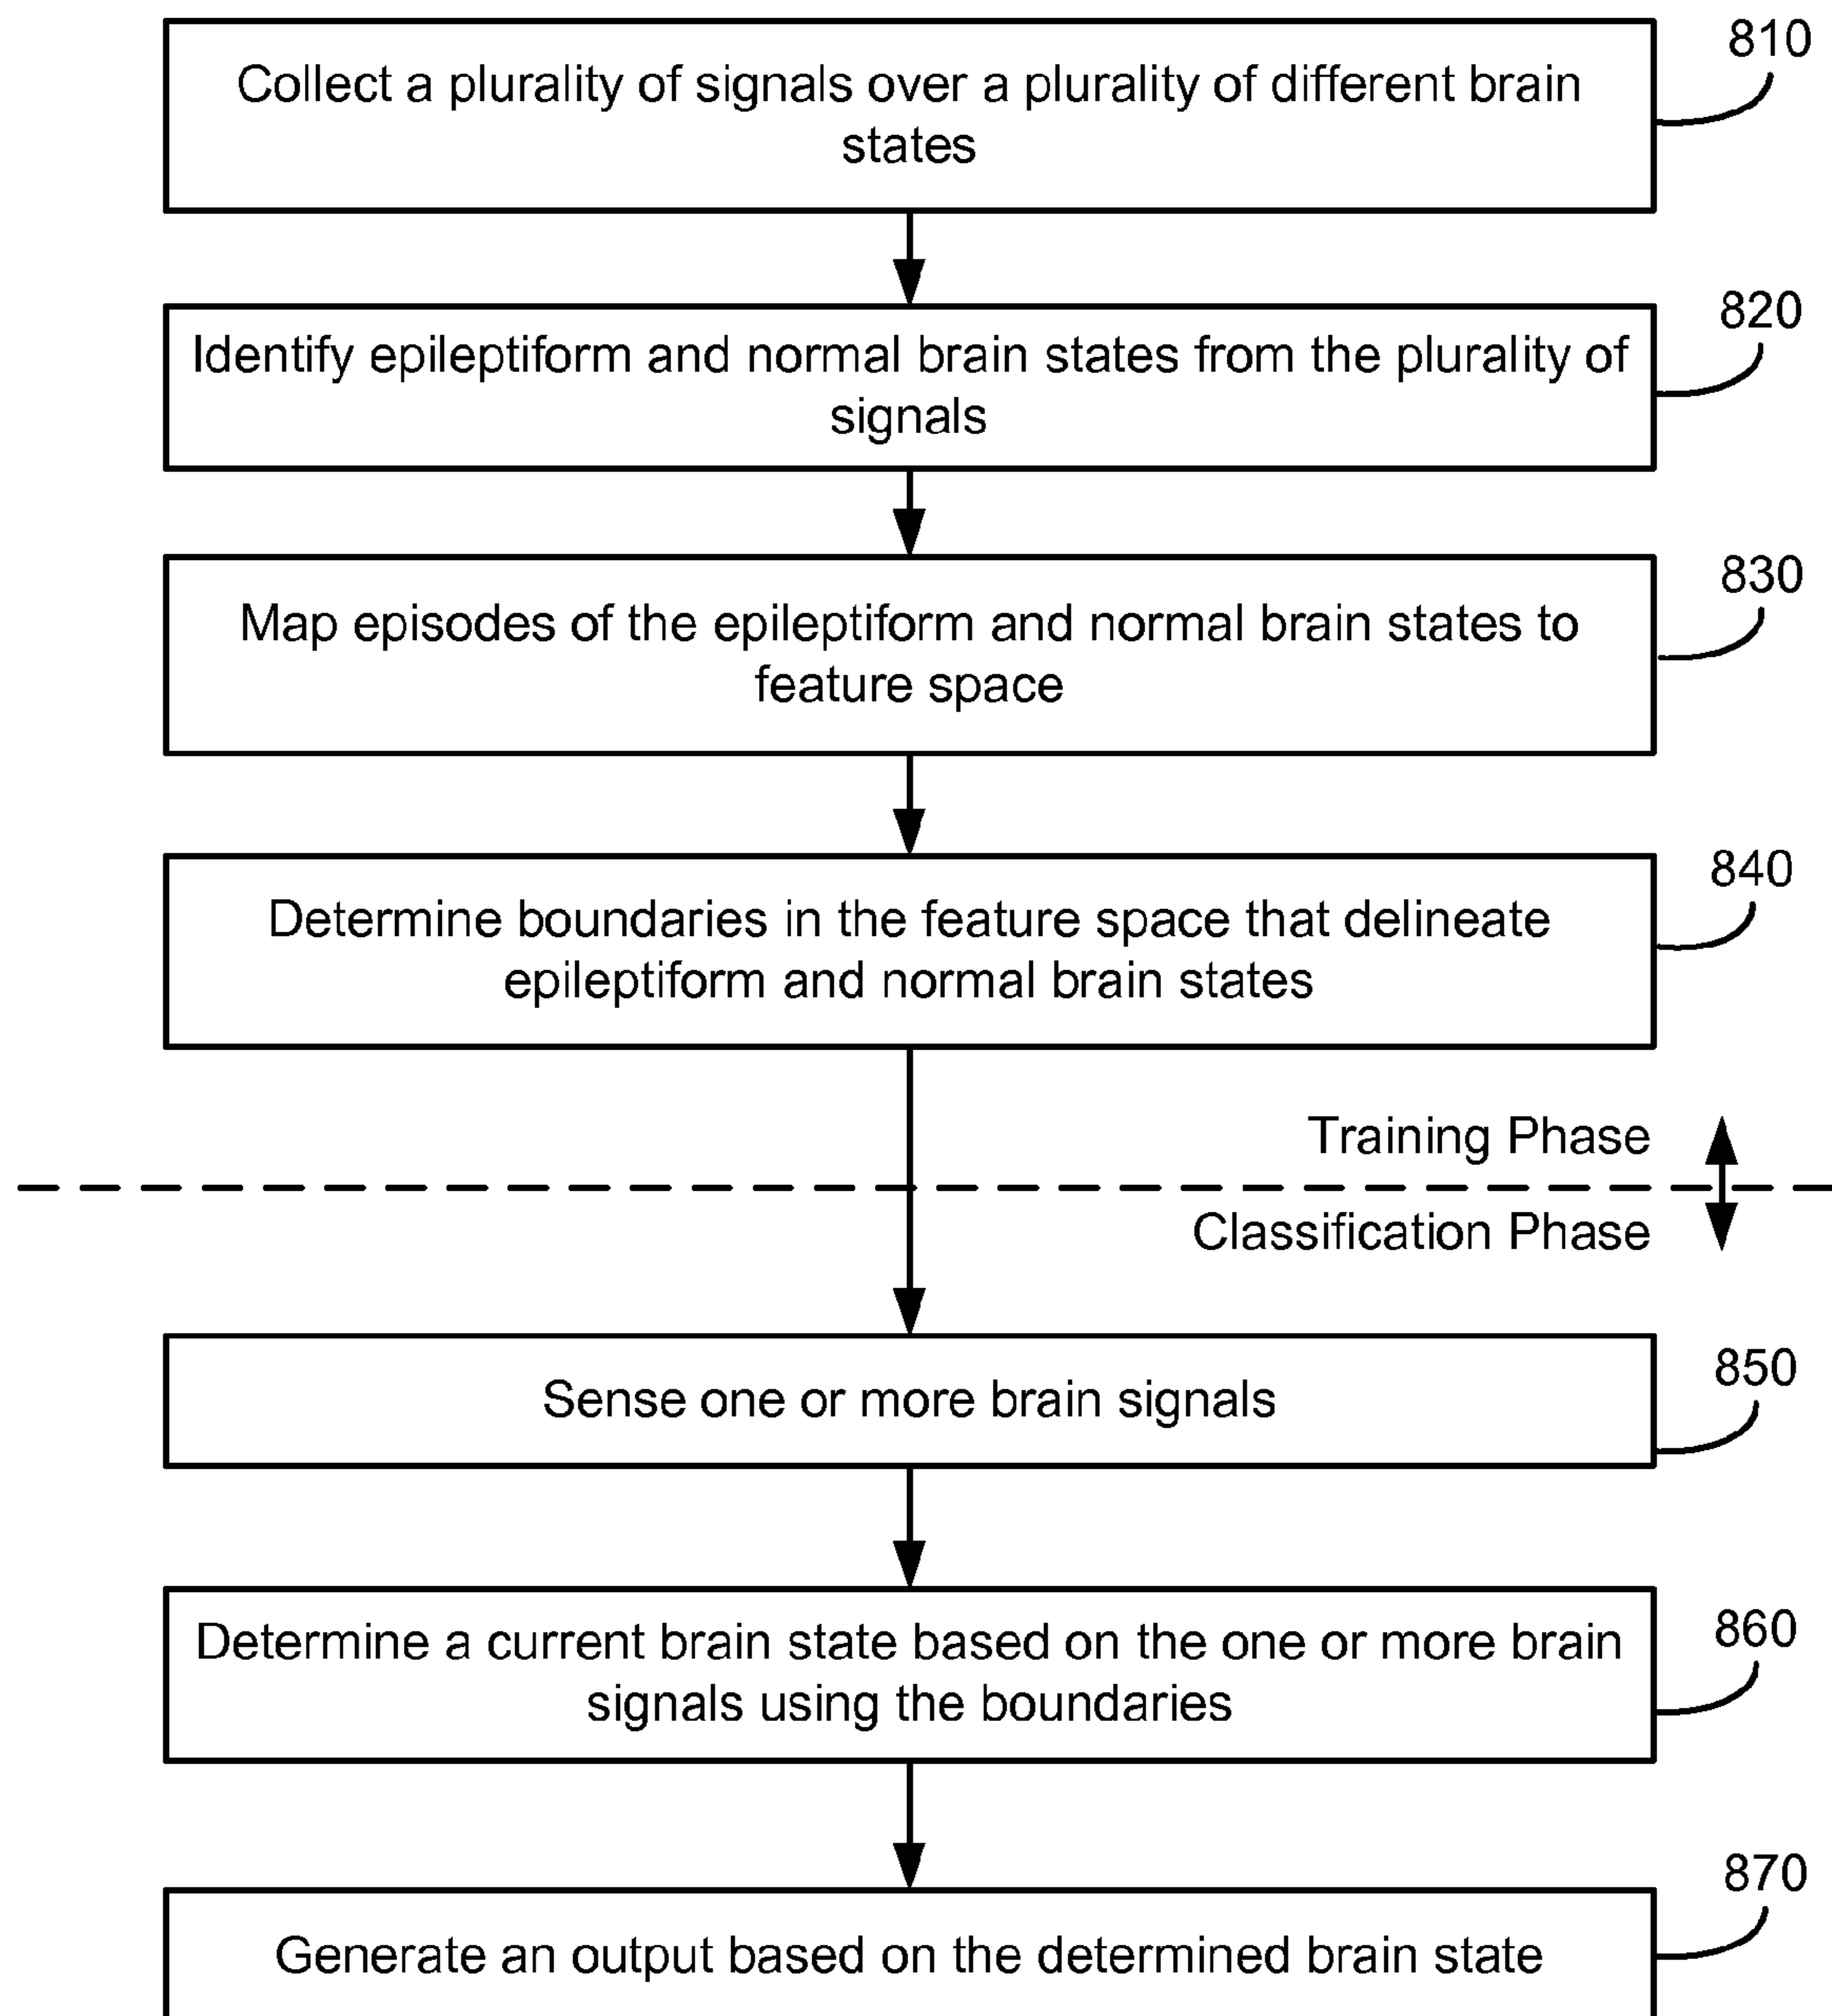 810
Collect a plurality of signals over a plurality of different brain
states
820
Identify epileptiform and normal brain states from the plurality of
signals
830
Map episodes of the epileptiform and normal brain states to
feature space
840
Determine boundaries in the feature space that delineate
epileptiform and normal brain states
Training Phase
Classification Phase
850
Sense one or more brain signals
860
Determine a current brain state based on the one or more brain
signals using the boundaries
870
Generate an output based on the determined brain state